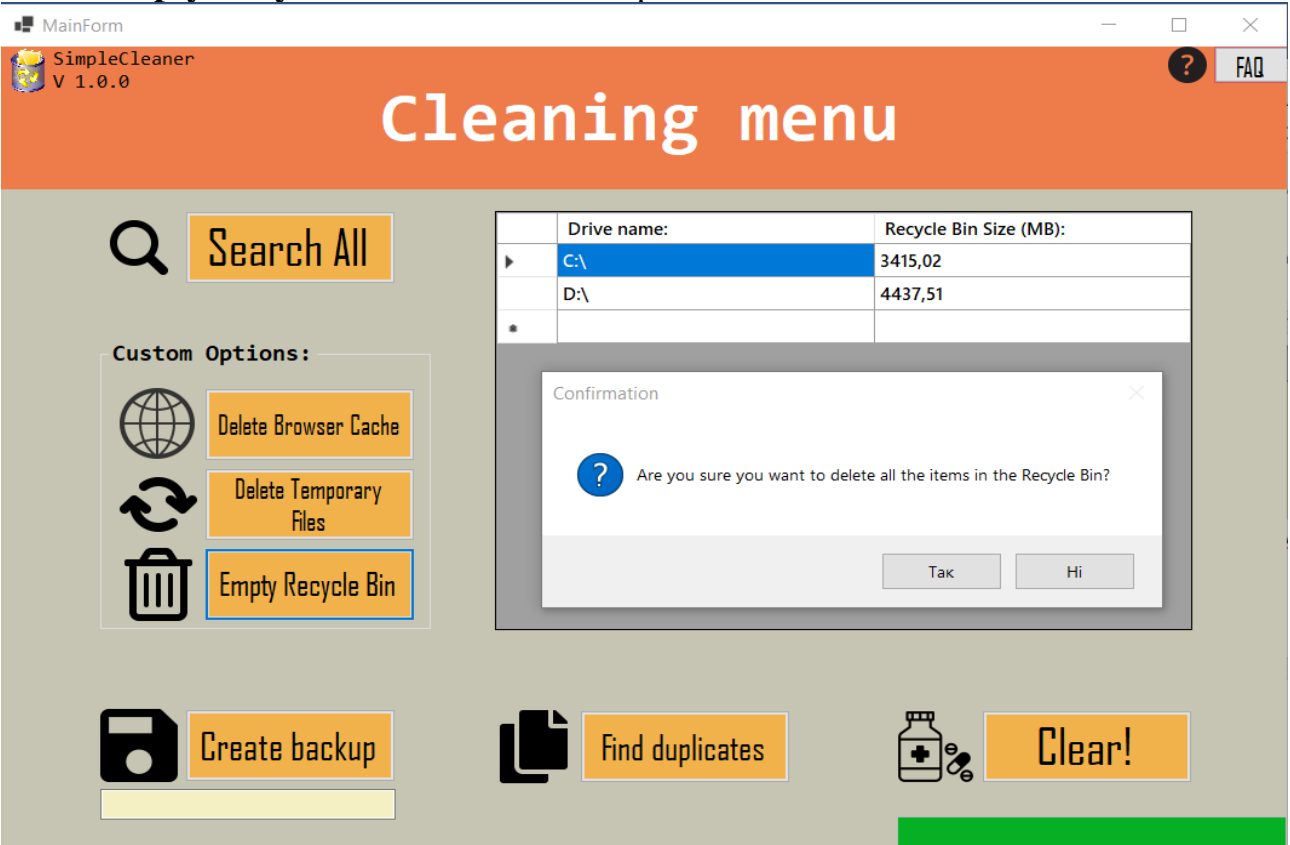 MainForm
SimpleCleaner
V 1.0.0
?
FAQ
Cleaning menu
Search All
Drive name:
Recycle Bin Size (MB):
C:\
3415,02
D:\
4437,51
Custom Options:
Delete Browser Cache
Delete Temporary
Files
Empty Recycle Bin
Confirmation
?
Are you sure you want to delete all the items in the Recycle Bin?
Так
Ні
Create backup
Find duplicates
Clear!